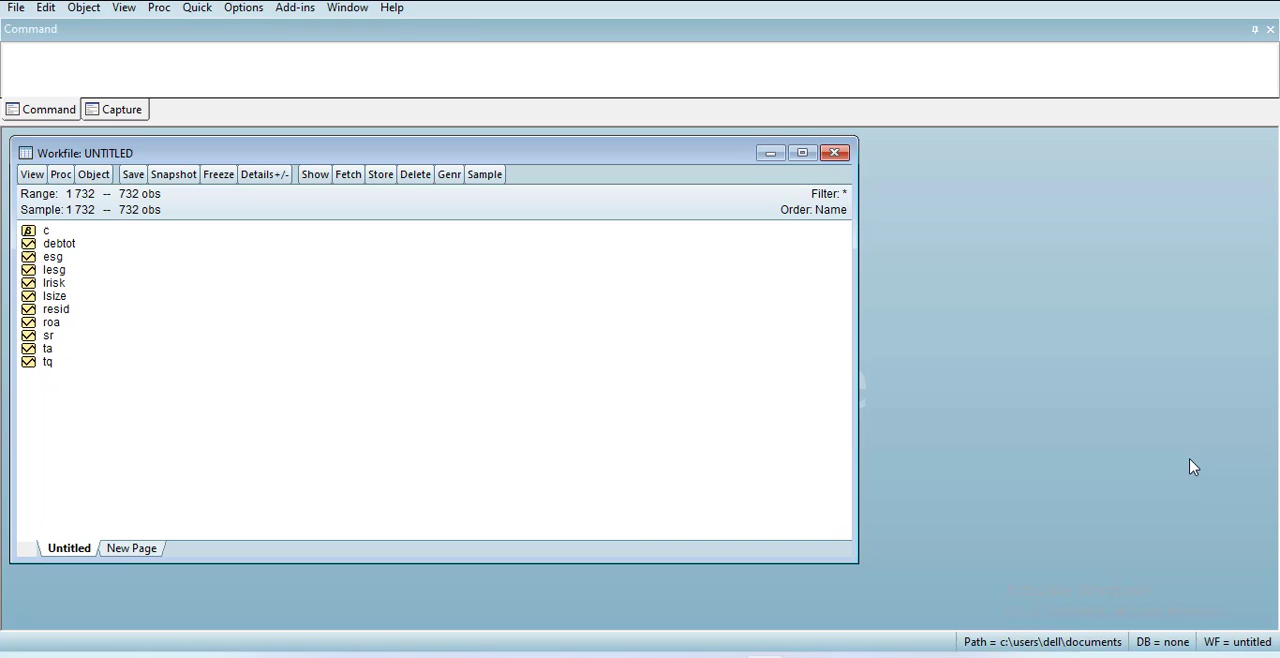 File Edit Object View Proc Quick Options Add-ins Window Help
Command
Command Capture
Workfile: UNTITLED
View Proc Object Save Snapshot Freeze Details+/- Show Fetch Store Delete Genr Sample
Range: 1 732 -- 732 obs Filter: *
Sample: 1 732 -- 732 obs Order: Name
β c
debtot
esg
lesg
lrisk
lsize
resid
roa
sr
ta
tq
Untitled New Page
Path = c:\users\dell\documents DB = none WF = untitled